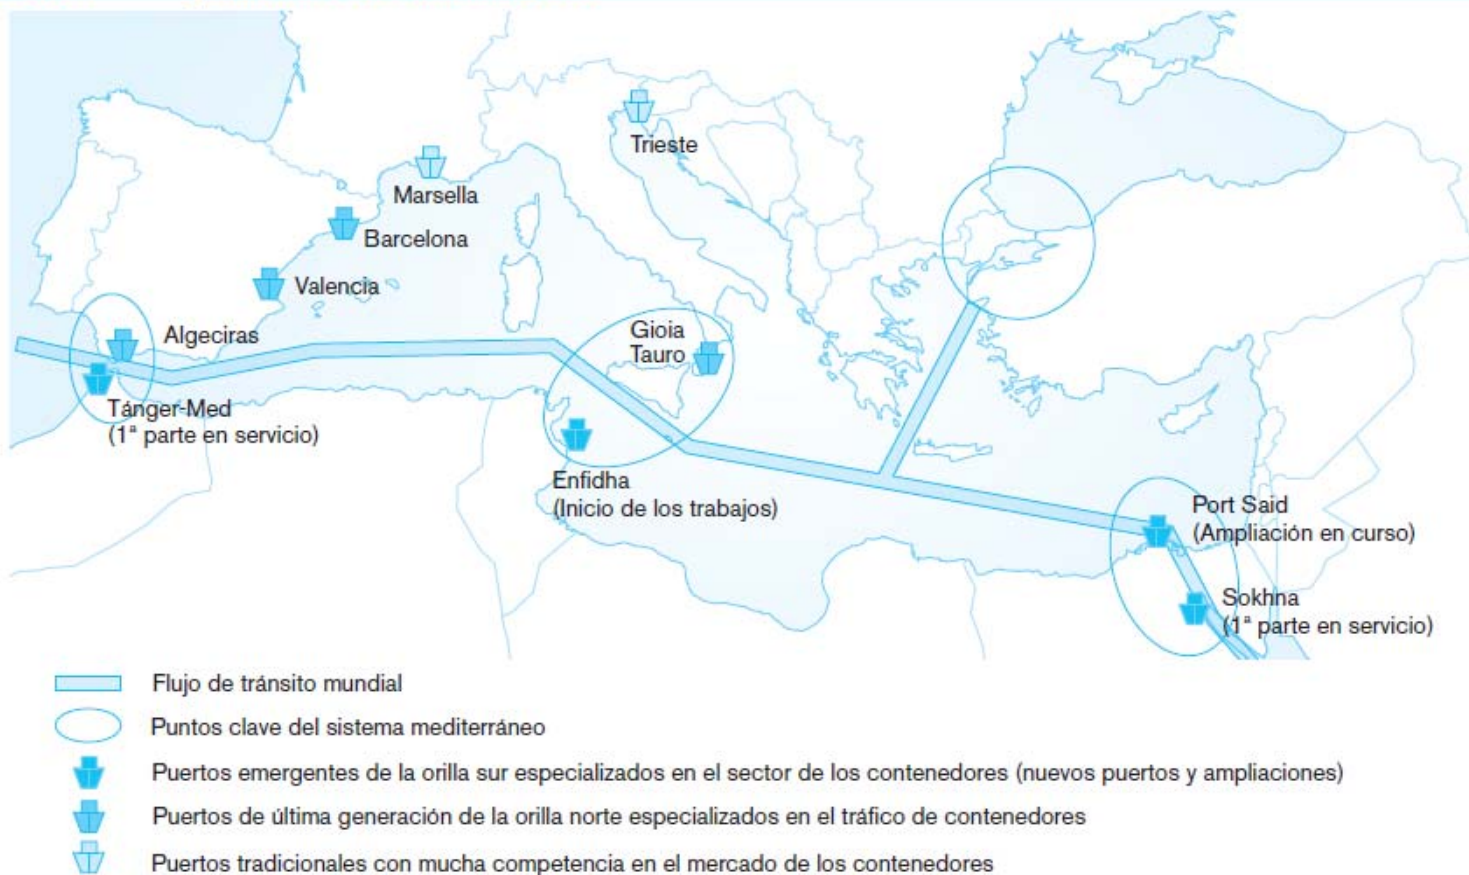 Trieste
Marsella
Barcelona
Valencia
Algeciras
Gioia
Tauro
Tánger-Med
(1ª parte en servicio)
Enfidha
(Inicio de los trabajos)
Port Said
(Ampliación en curso)
Sokhna
(1ª parte en servicio)
Flujo de tránsito mundial
Puntos clave del sistema mediterráneo
Puertos emergentes de la orilla sur especializados en el sector de los contenedores (nuevos puertos y ampliaciones)
Puertos de última generación de la orilla norte especializados en el tráfico de contenedores
Puertos tradicionales con mucha competencia en el mercado de los contenedores